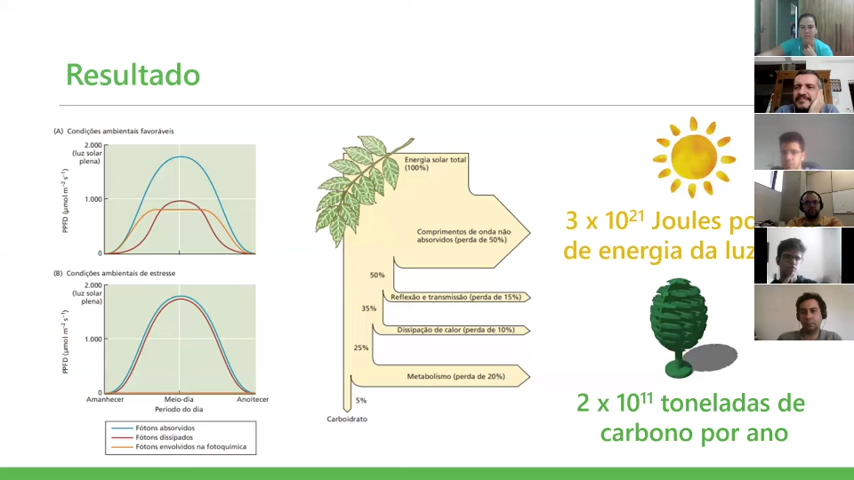 Resultado
(A) Condições ambientais favoráveis
2.000
(luz solar
plena)
1.000
0
PPFD (µmol m⁻² s⁻¹)
(B) Condições ambientais de estresse
2.000
(luz solar
plena)
1.000
0
PPFD (µmol m⁻² s⁻¹)
Amanhecer
Meio-dia
Anoitecer
Período do dia
Fótons absorvidos
Fótons dissipados
Fótons envolvidos na fotoquímica
Energia solar total
(100%)
Comprimentos de onda não
absorvidos (perda de 50%)
50%
Reflexão e transmissão (perda de 15%)
35%
Dissipação de calor (perda de 10%)
25%
Metabolismo (perda de 20%)
5%
Carboidrato
3 x 10²¹ Joules
de energia da luz
2 x 10¹¹ toneladas de
carbono por ano